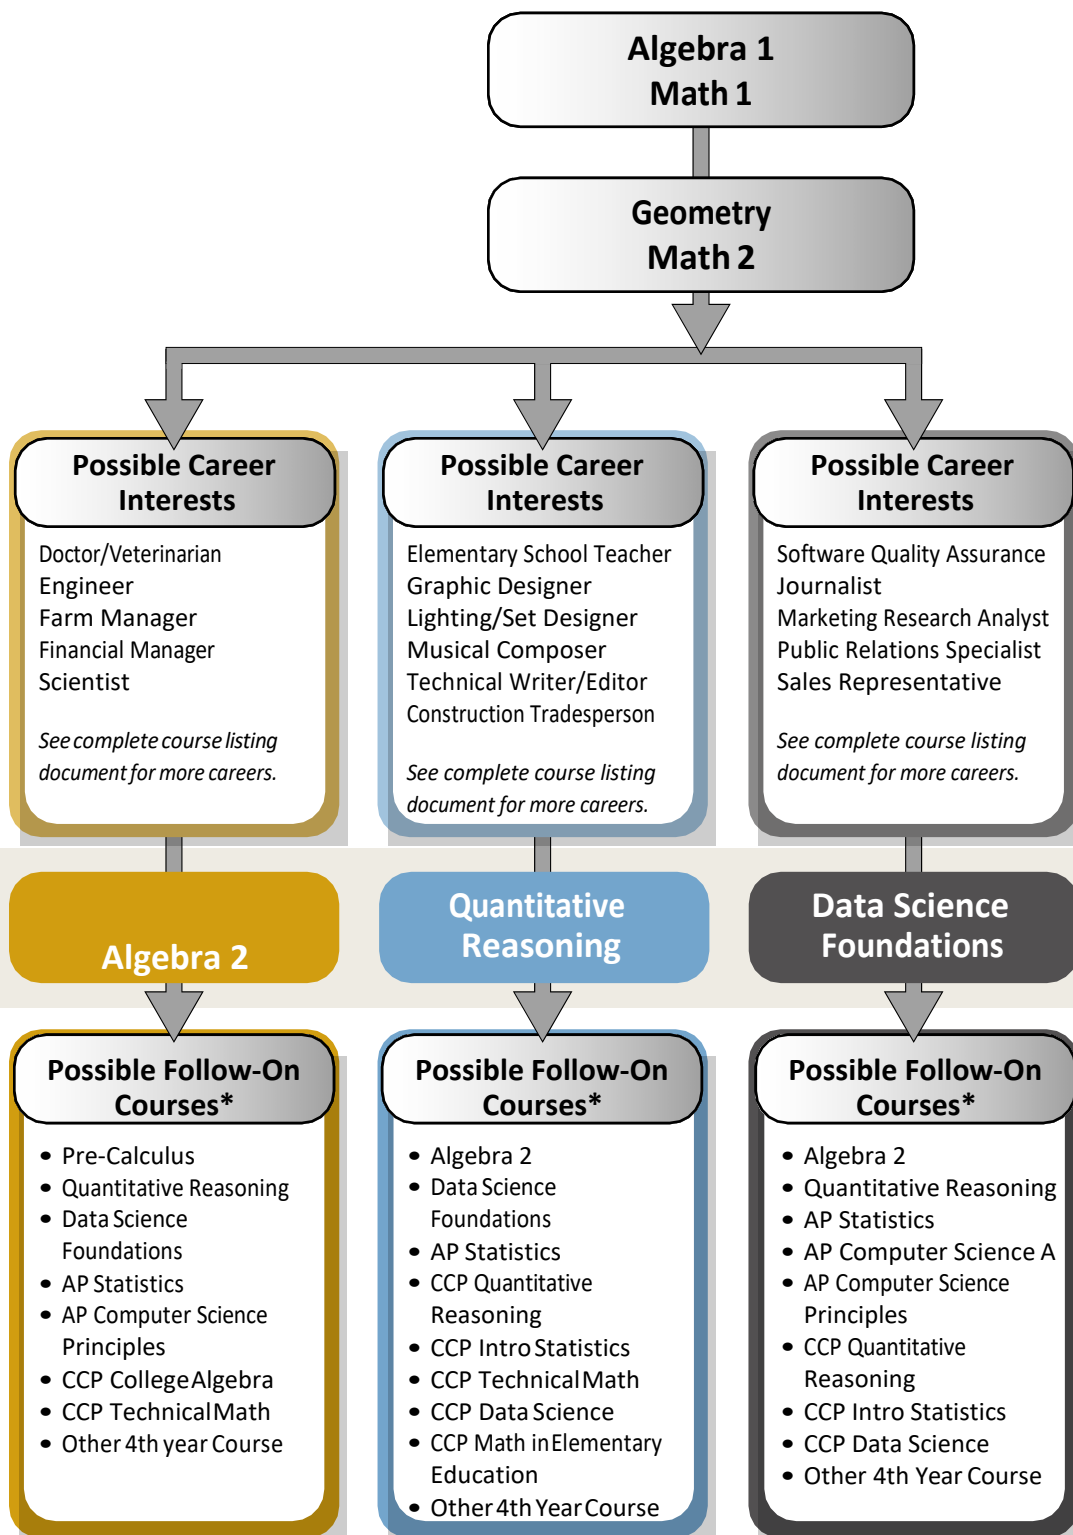 Algebra 1
Math 1
Geometry
Math 2
Possible Career
Interests
Doctor/Veterinarian
Engineer
Farm Manager
Financial Manager
Scientist
See complete course listing
document for more careers.
Possible Career
Interests
Elementary School Teacher
Graphic Designer
Lighting/Set Designer
Musical Composer
Technical Writer/Editor
Construction Tradesperson
See complete course listing
document for more careers.
Possible Career
Interests
Software Quality Assurance
Journalist
Marketing Research Analyst
Public Relations Specialist
Sales Representative
See complete course listing
document for more careers.
Algebra 2
Quantitative
Reasoning
Data Science
Foundations
Possible Follow-On
Courses*
• Pre-Calculus
• Quantitative Reasoning
• Data Science
Foundations
• AP Statistics
• AP Computer Science
Principles
• CCP College Algebra
• CCP Technical Math
• Other 4th year Course
Possible Follow-On
Courses*
• Algebra 2
• Data Science
Foundations
• AP Statistics
• CCP Quantitative
Reasoning
• CCP Intro Statistics
• CCP Technical Math
• CCP Data Science
• CCP Math in Elementary
Education
• Other 4th Year Course
Possible Follow-On
Courses*
• Algebra 2
• Quantitative Reasoning
• AP Statistics
• AP Computer Science A
• AP Computer Science
Principles
• CCP Quantitative
Reasoning
• CCP Intro Statistics
• CCP Data Science
• Other 4th Year Course